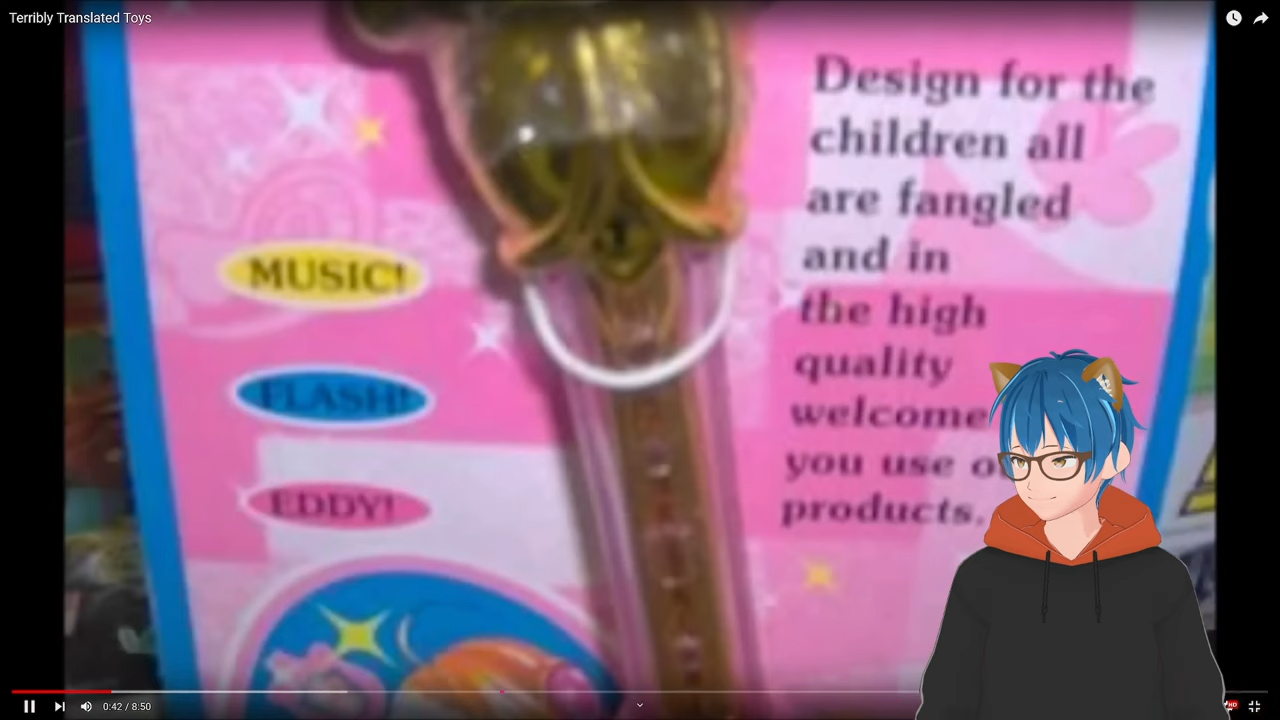 Terribly Translated Toys
Design for the
children all
are fangled
and in
the high
quality
welcome
you use
products.
MUSIC!
FLASH!
EDDY!
0:42 / 8:50
HD